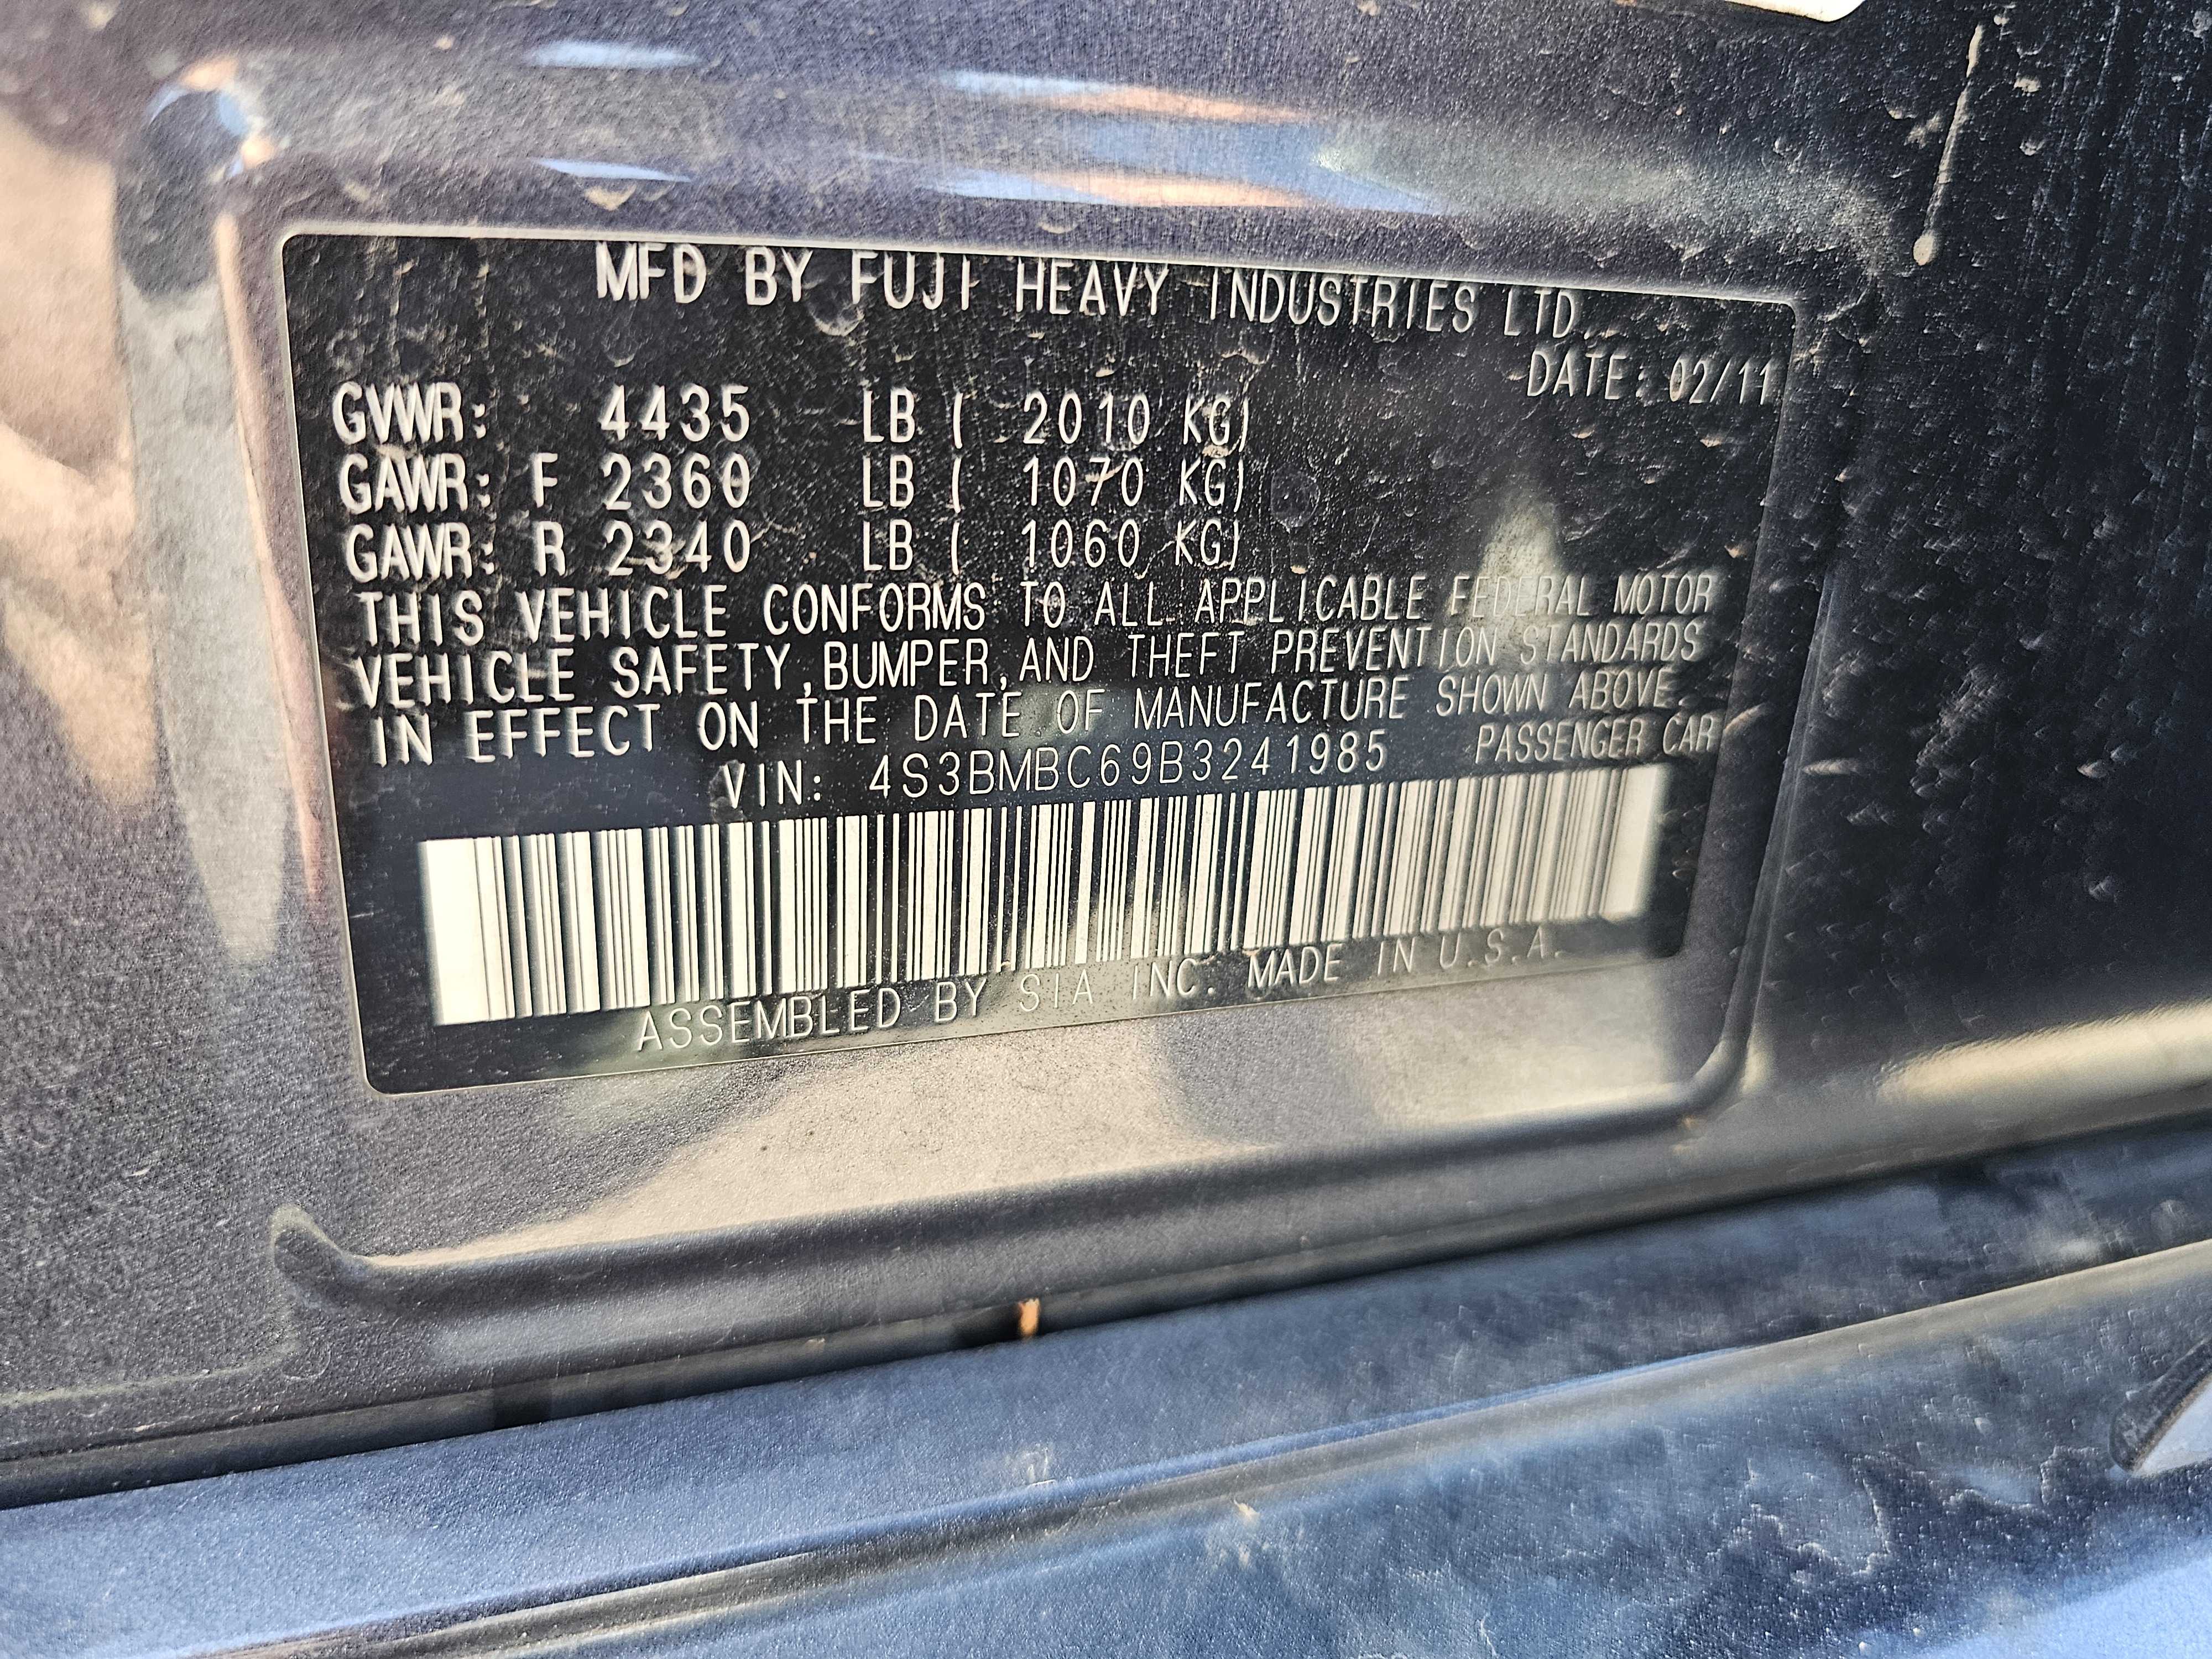 MFD BY FUJI HEAVY INDUSTRIES LTD.
DATE: 02/11
GVWR: 4435 LB ( 2010 KG)
GAWR: F 2360 LB ( 1070 KG)
GAWR: R 2340 LB ( 1060 KG)
THIS VEHICLE CONFORMS TO ALL APPLICABLE FEDERAL MOTOR
VEHICLE SAFETY,BUMPER,AND THEFT PREVENTION STANDARDS
IN EFFECT ON THE DATE OF MANUFACTURE SHOWN ABOVE.
VIN: 4S3BMBC69B3241985 PASSENGER CAR
ASSEMBLED BY SIA INC. MADE IN U.S.A.